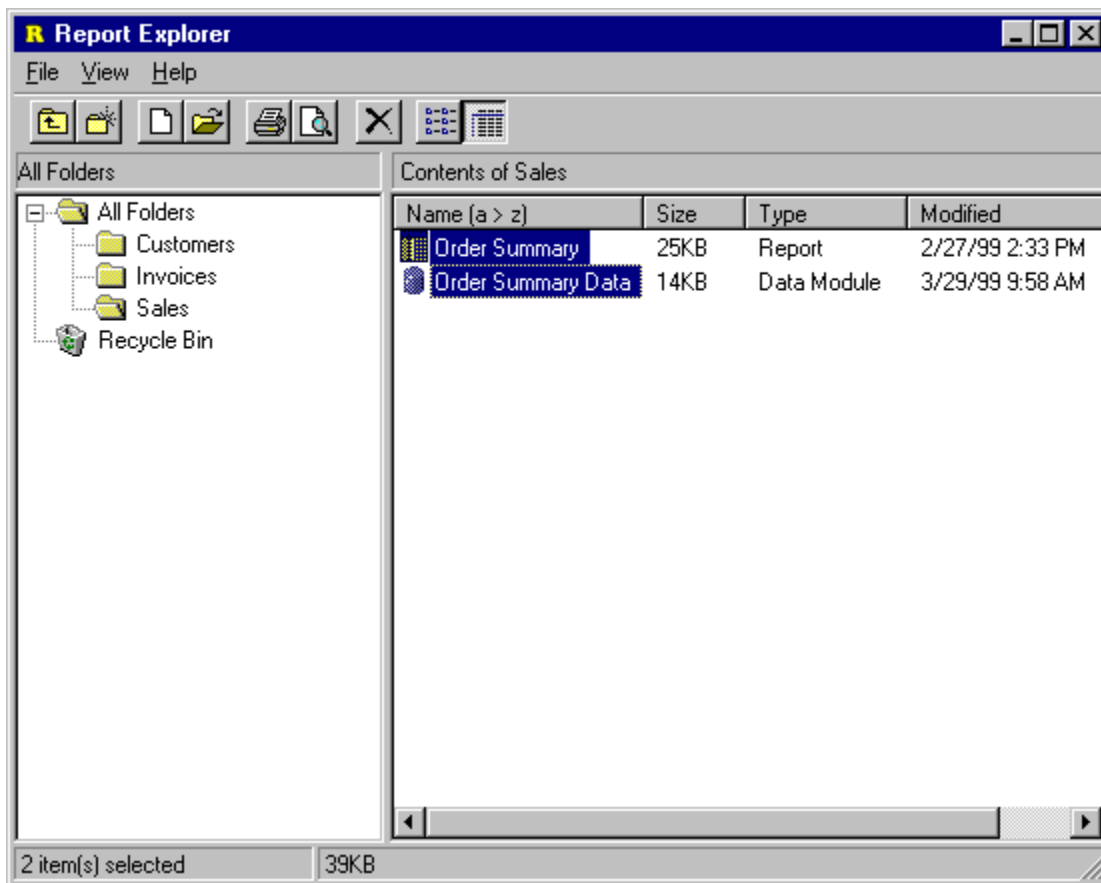 R Report Explorer
File View Help
All Folders
Contents of Sales
All Folders
Customers
Invoices
Sales
Recycle Bin
Name (a > z) Size Type Modified
Order Summary 25KB Report 2/27/99 2:33 PM
Order Summary Data 14KB Data Module 3/29/99 9:58 AM
2 item(s) selected 39KB